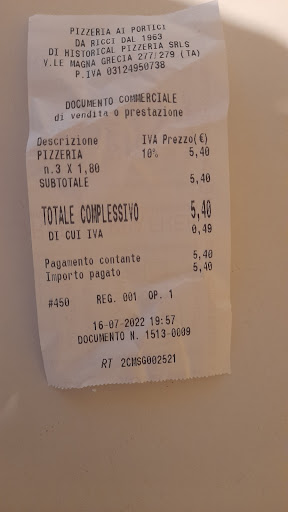 PIZZERIA AI PORTICI
DA RICCI DAL 1963
DI HISTORICAL PIZZERIA SRLS
V.LE MAGNA GRECIA 277/279 (TA)
P.IVA 03124950738
DOCUMENTO COMMERCIALE
di vendita o prestazione
Descrizione IVA Prezzo(€)
PIZZERIA 10% 5,40
n.3 X 1,80
SUBTOTALE 5,40
TOTALE COMPLESSIVO 5,40
DI CUI IVA 0,49
Pagamento contante 5,40
Importo pagato 5,40
#450 REG. 001 OP. 1
16-07-2022 19:57
DOCUMENTO N. 1513-0009
RT 2CMSG002521